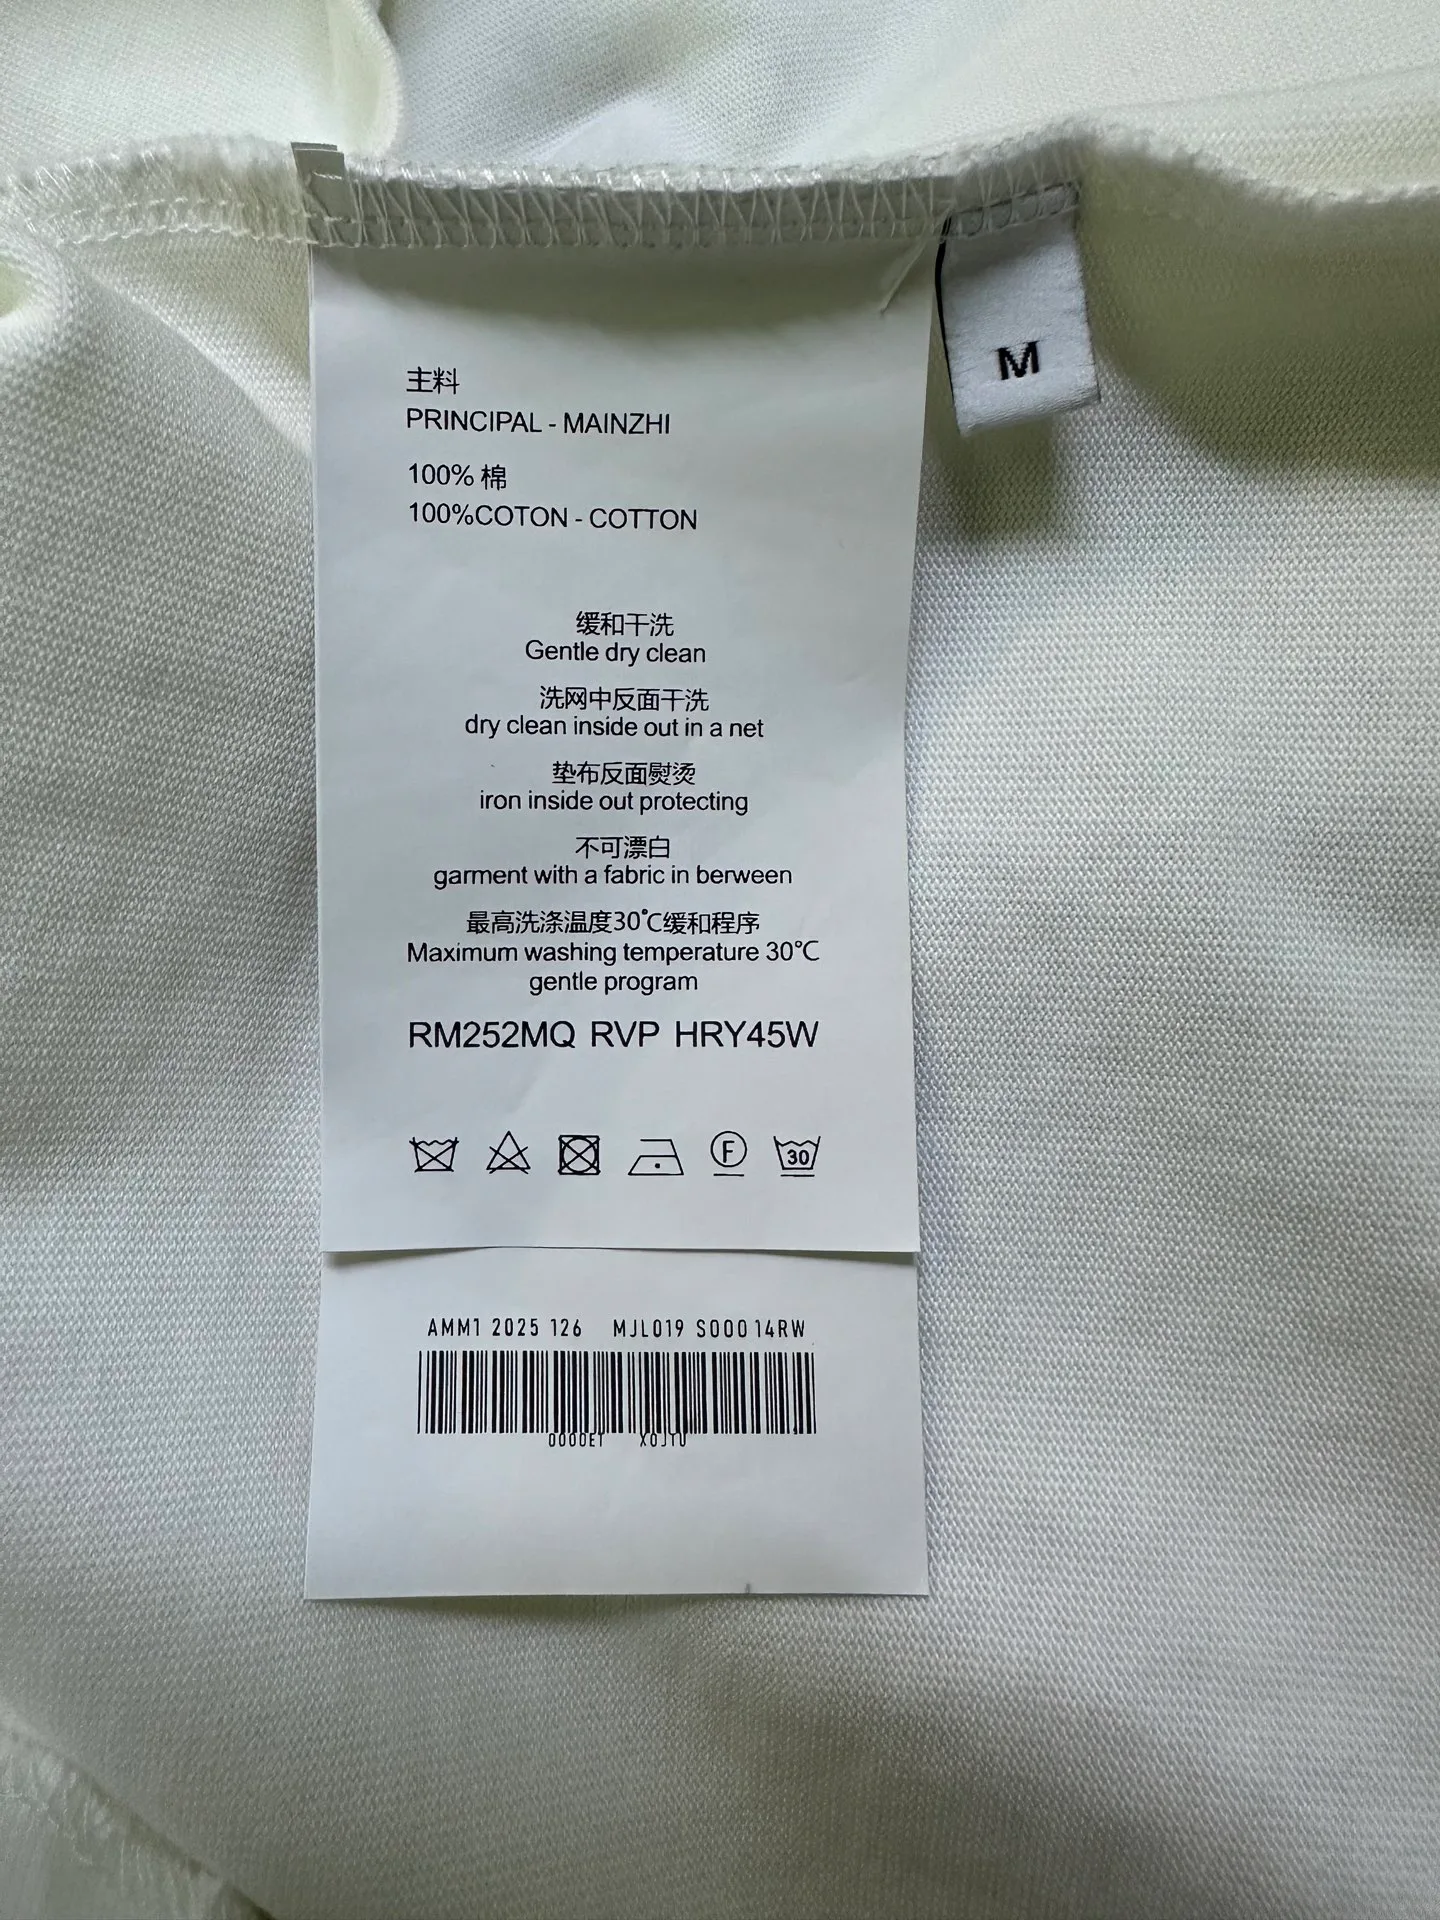 主料
PRINCIPAL - MAINZHI
100% 棉
100%COTON - COTTON
M
缓和干洗
Gentle dry clean
洗网中反面干洗
dry clean inside out in a net
垫布反面熨烫
iron inside out protecting
不可漂白
garment with a fabric in berween
最高洗涤温度30℃缓和程序
Maximum washing temperature 30℃
gentle program
RM252MQ RVP HRY45W
F 30
AMM1 2025 126 MJL019 S00014RW